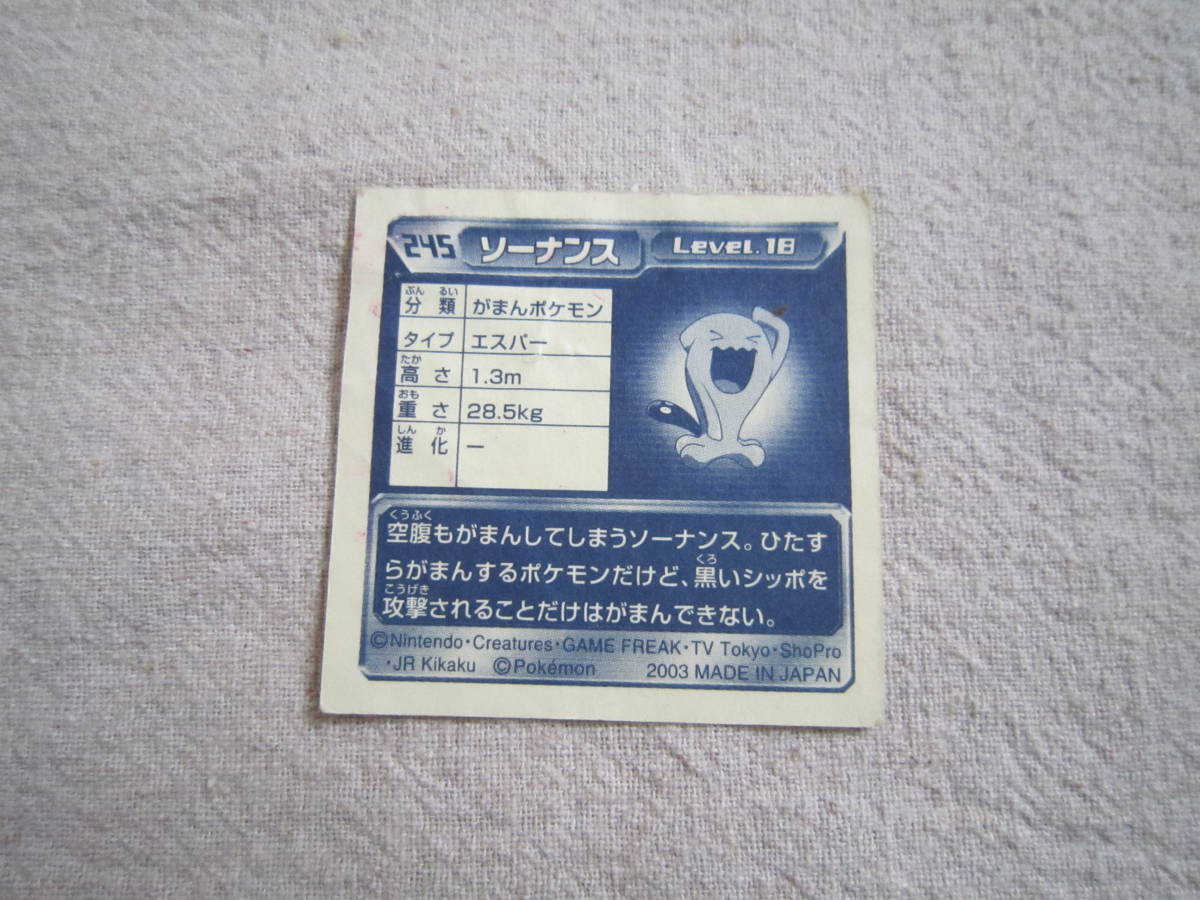 245 ソーナンス Level.18
ぶん るい
分類 がまんポケモン
タイプ エスパー
たか
高さ 1.3m
おも
重さ 28.5kg
しん か
進化 ー
くうふく
空腹もがまんしてしまうソーナンス。ひたす
くろ
らがまんするポケモンだけど、黒いシッポを
こうげき
攻撃されることだけはがまんできない。
©Nintendo・Creatures・GAME FREAK・TV Tokyo・ShoPro
・JR Kikaku ©Pokémon 2003 MADE IN JAPAN